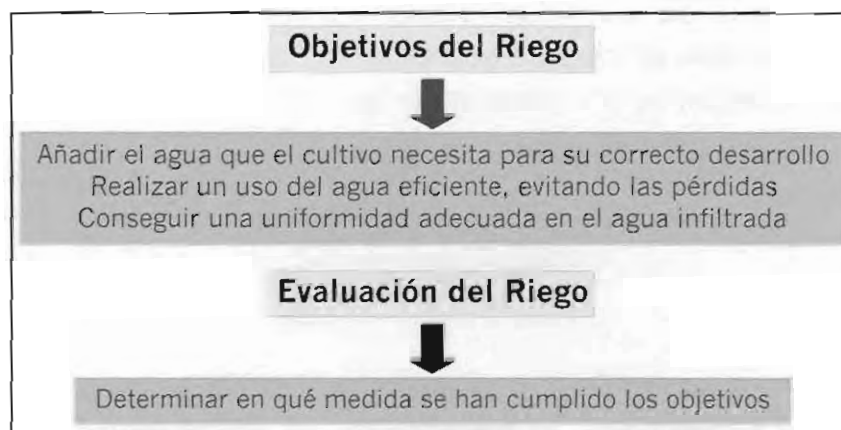 Objetivos del Riego
Añadir el agua que el cultivo necesita para su correcto desarrollo
Realizar un uso del agua eficiente, evitando las pérdidas
Conseguir una uniformidad adecuada en el agua infiltrada
Evaluación del Riego
Determinar en qué medida se han cumplido los objetivos